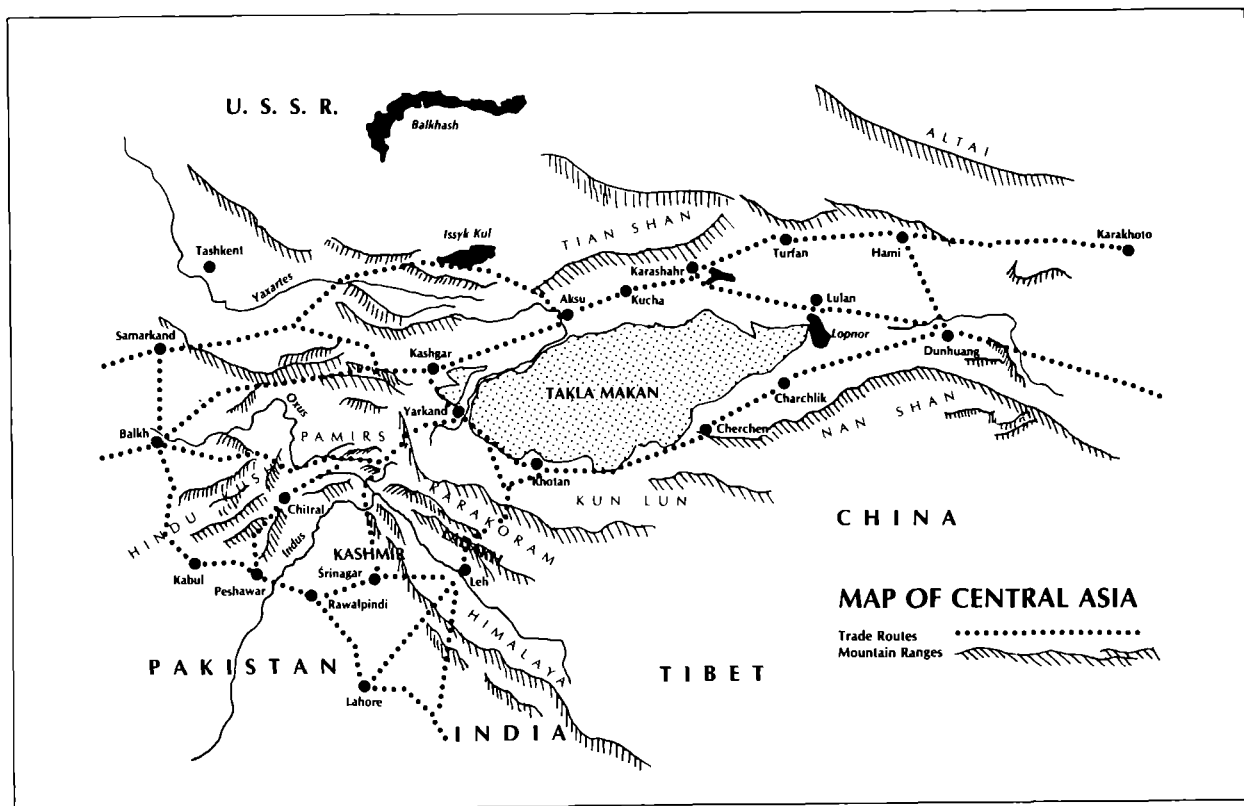 U. S. S. R.
Balkhash
ALTAI
TIAN SHAN
Issyk Kul
Tashkent
Yaxartes
Karakhoto
Turfan
Hami
Karashahr
Kucha
Aksu
Lulan
Lopnor
Samarkand
Kashgar
Dunhuang
TAKLA MAKAN
Charchlik
Oxus
Yarkand
NAN SHAN
Balkh
PAMIRS
Cherchen
Khotan
KUN LUN
HINDU
Chitral
KARAKORAM
CHINA
Indus
KASHMIR
Kabul
Peshawar
Śrinagar
Leh
Rawalpindi
HIMALAYA
MAP OF CENTRAL ASIA
Trade Routes
Mountain Ranges
PAKISTAN
TIBET
Lahore
INDIA